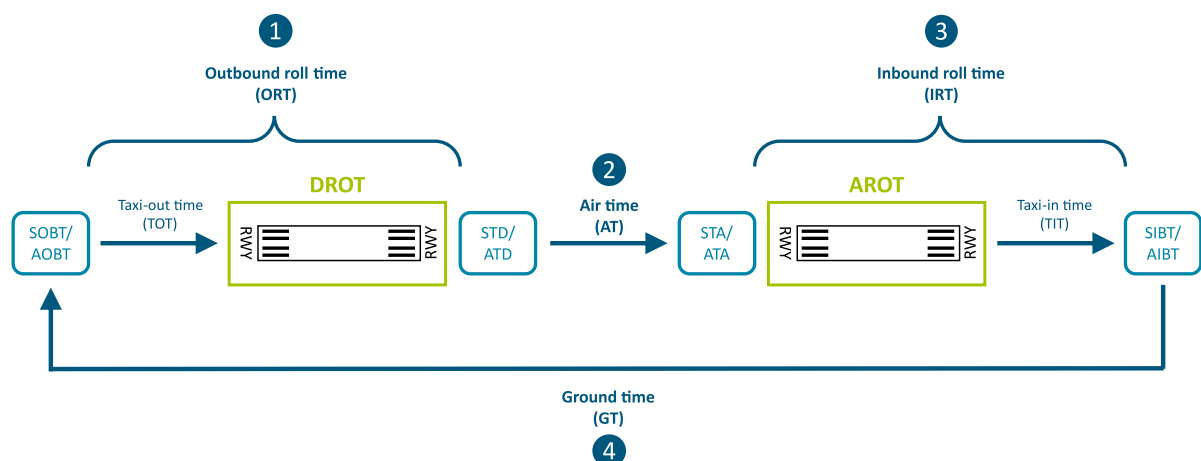 1
Outbound roll time
(ORT)
3
Inbound roll time
(IRT)
2
Air time
(AT)
DROT
AROT
SOBT/
AOBT
Taxi-out time
(TOT)
RWY
RWY
STD/
ATD
STA/
ATA
RWY
RWY
Taxi-in time
(TIT)
SIBT/
AIBT
Ground time
(GT)
4